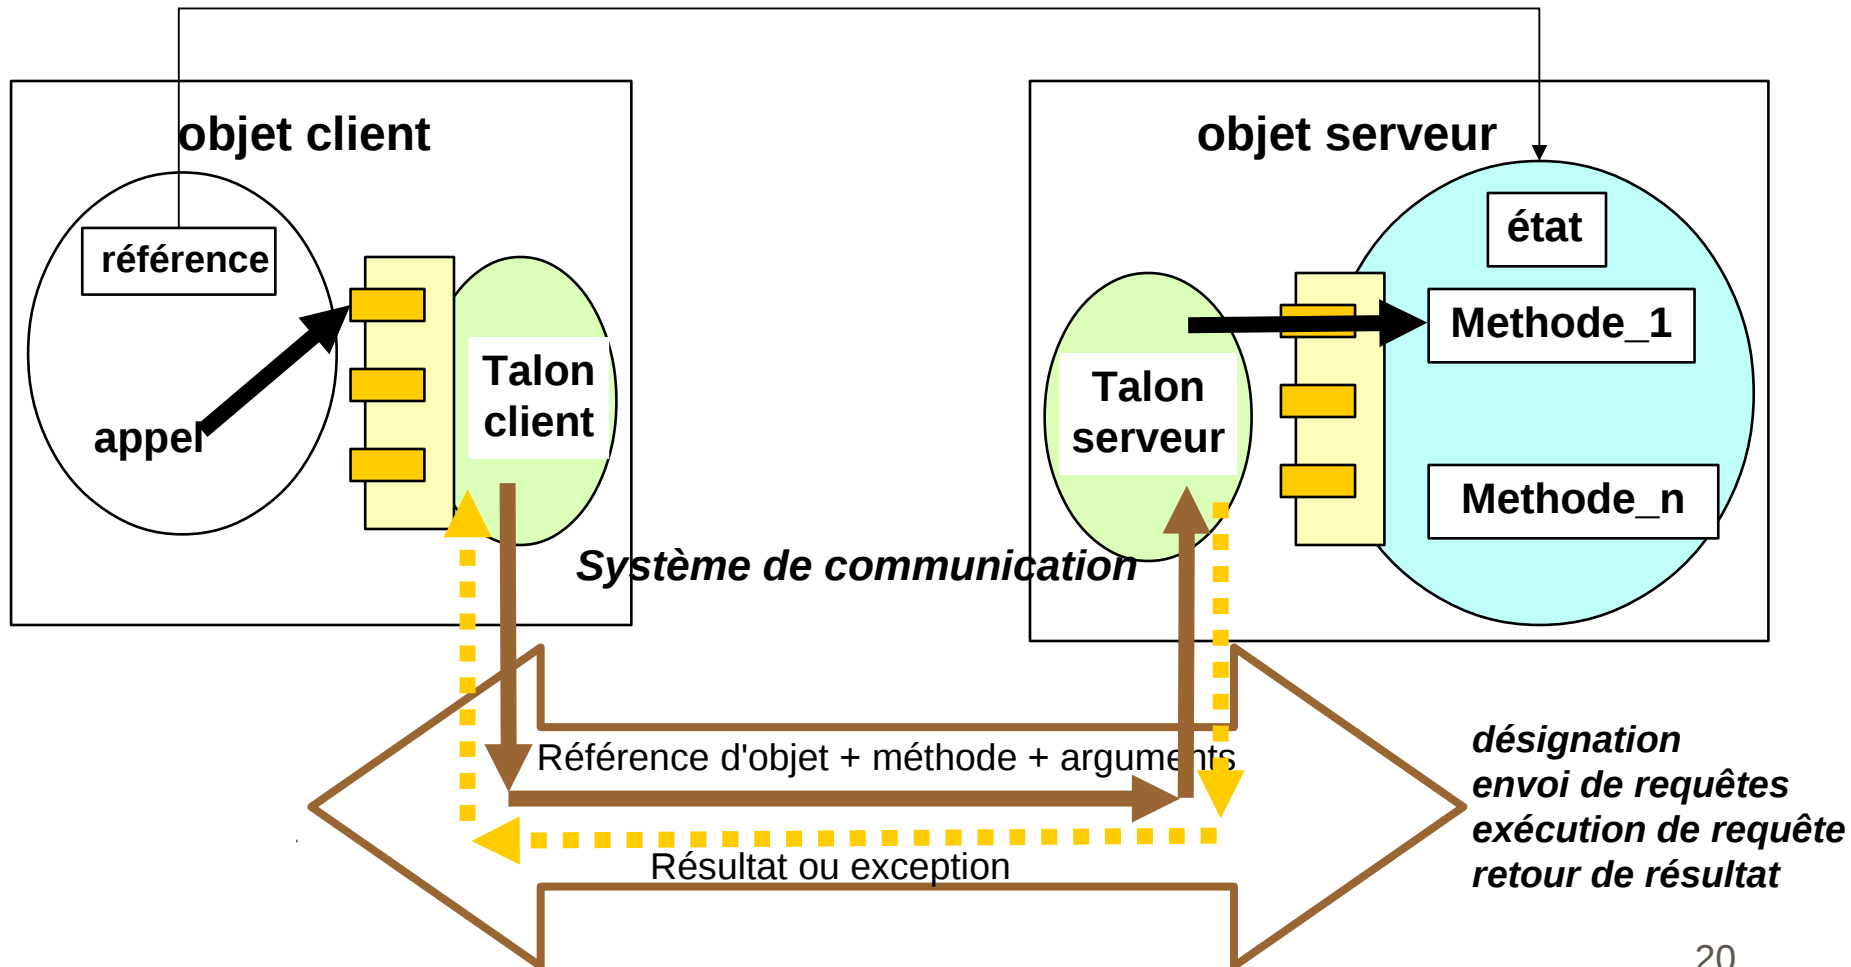 objet client
objet serveur
référence
état
Methode_1
Talon
client
Talon
serveur
appel
Methode_n
Système de communication
Référence d'objet + méthode + arguments
Résultat ou exception
désignation
envoi de requêtes
exécution de requête
retour de résultat
20